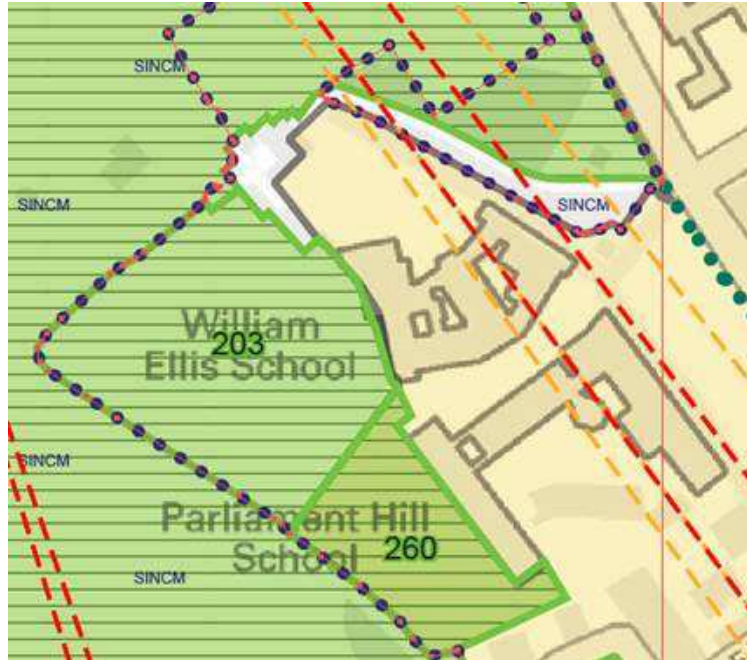 SINCM
SINCM
SINCM
William
203
Ellis School
SINCM
Parliament Hill
School
260
SINCM